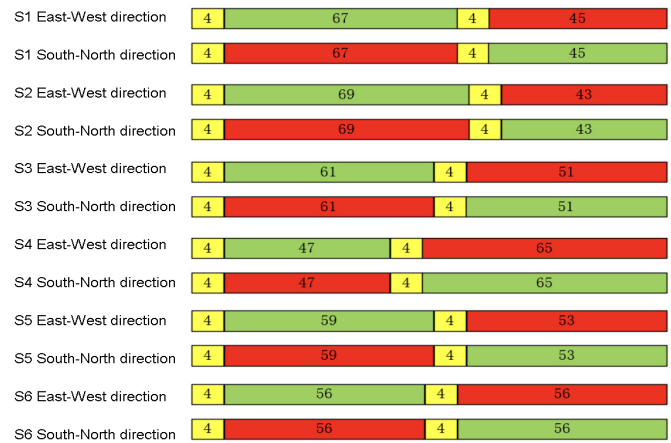 S1 East-West direction 4 67 4 45
S1 South-North direction 4 67 4 45
S2 East-West direction 4 69 4 43
S2 South-North direction 4 69 4 43
S3 East-West direction 4 61 4 51
S3 South-North direction 4 61 4 51
S4 East-West direction 4 47 4 65
S4 South-North direction 4 47 4 65
S5 East-West direction 4 59 4 53
S5 South-North direction 4 59 4 53
S6 East-West direction 4 56 4 56
S6 South-North direction 4 56 4 56